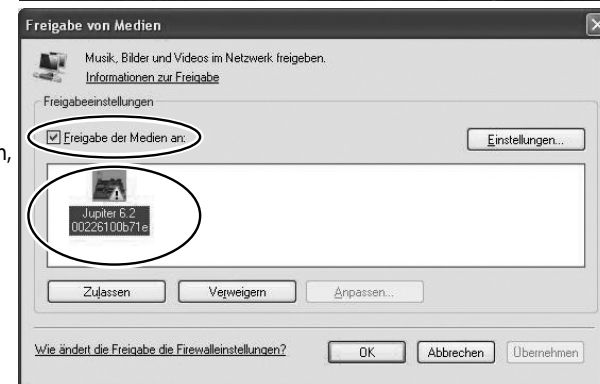 Freigabe von Medien
Musik, Bilder und Videos im Netzwerk freigeben.
Informationen zur Freigabe
Freigabeeinstellungen
Freigabe der Medien an:
Einstellungen...
n,
Jupiter 6.2
00226100b71e
Zulassen
Verweigern
Anpassen...
Wie ändert die Freigabe die Firewalleinstellungen?
OK
Abbrechen
Übernehmen